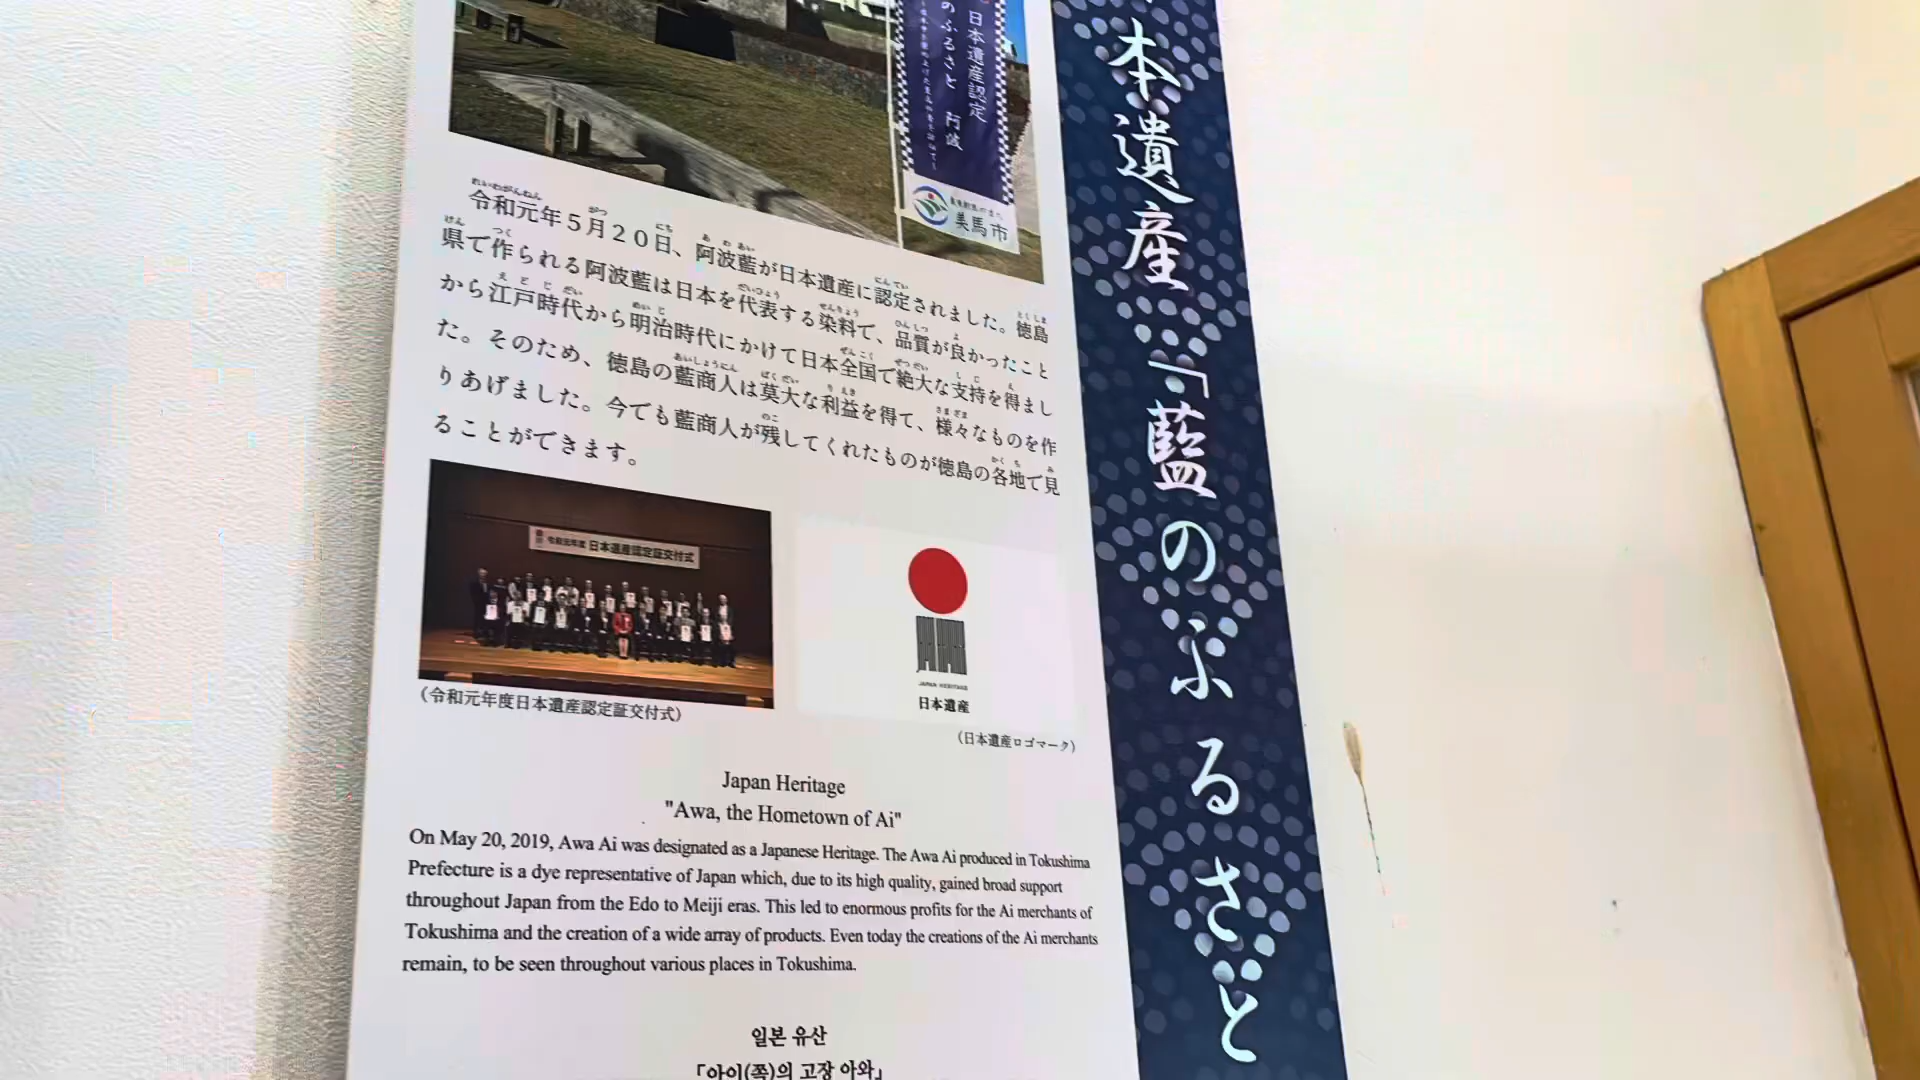 日本遺産認定
のふるさと 阿波
美馬市
令和元年5月20日、阿波藍が日本遺産に認定されました。徳島
県で作られる阿波藍は日本を代表する染料で、品質が良かったこと
から江戸時代から明治時代にかけて日本全国で絶大な支持を得まし
た。そのため、徳島の藍商人は莫大な利益を得て、様々なものを作
りあげました。今でも藍商人が残してくれたものが徳島の各地で見
ることができます。
令和元年度 日本遺産認定証交付式
(令和元年度日本遺産認定証交付式)
JAPAN HERITAGE
日本遺産
(日本遺産ロゴマーク)
Japan Heritage
"Awa, the Hometown of Ai"
On May 20, 2019, Awa Ai was designated as a Japanese Heritage. The Awa Ai produced in Tokushima
Prefecture is a dye representative of Japan which, due to its high quality, gained broad support
throughout Japan from the Edo to Meiji eras. This led to enormous profits for the Ai merchants of
Tokushima and the creation of a wide array of products. Even today the creations of the Ai merchants
remain, to be seen throughout various places in Tokushima.
일본 유산
「아이(쪽)의 고장 아와」
本遺産「藍のふるさと